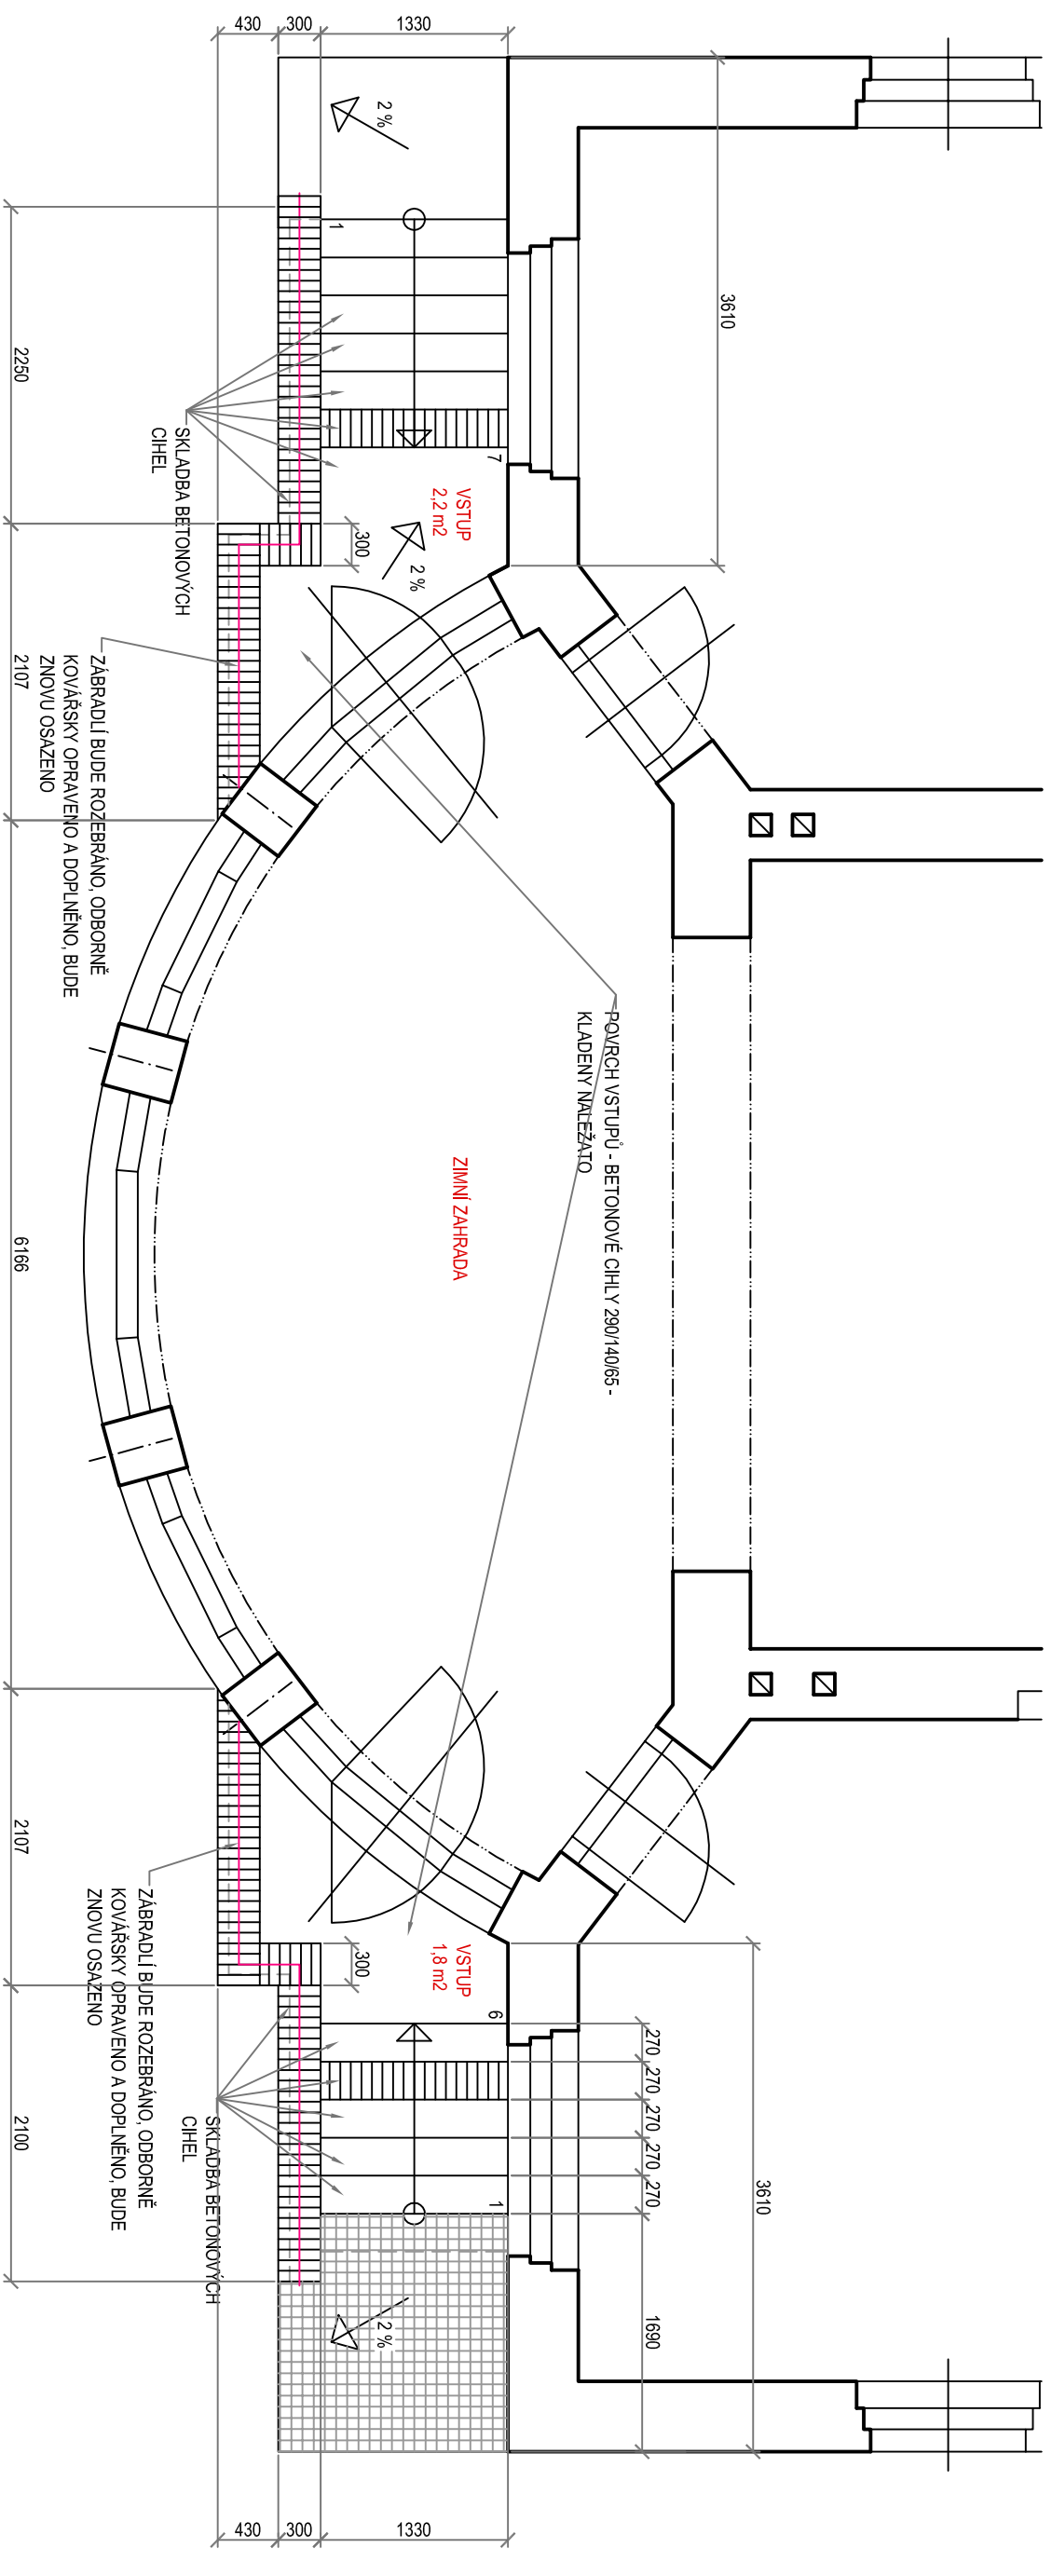 430
300
1330
2 %
3610
1
7
2250
SKLADBA BETONOVÝCH
CIHEL
VSTUP
2,2 m2
300
2 %
2107
ZÁBRADLÍ BUDE ROZEBRÁNO, ODBORNĚ
KOVÁŘSKY OPRAVENO A DOPLNĚNO, BUDE
ZNOVU OSAZENO
POVRCH VSTUPŮ - BETONOVÉ CIHLY 290/140/65 -
KLADENY NALEŽATO
ZIMNÍ ZAHRADA
6166
2107
ZÁBRADLÍ BUDE ROZEBRÁNO, ODBORNĚ
KOVÁŘSKY OPRAVENO A DOPLNĚNO, BUDE
ZNOVU OSAZENO
VSTUP
1,8 m2
300
6
270
270
270
270
270
3610
1
2100
SKLADBA BETONOVÝCH
CIHEL
1690
2 %
430
300
1330